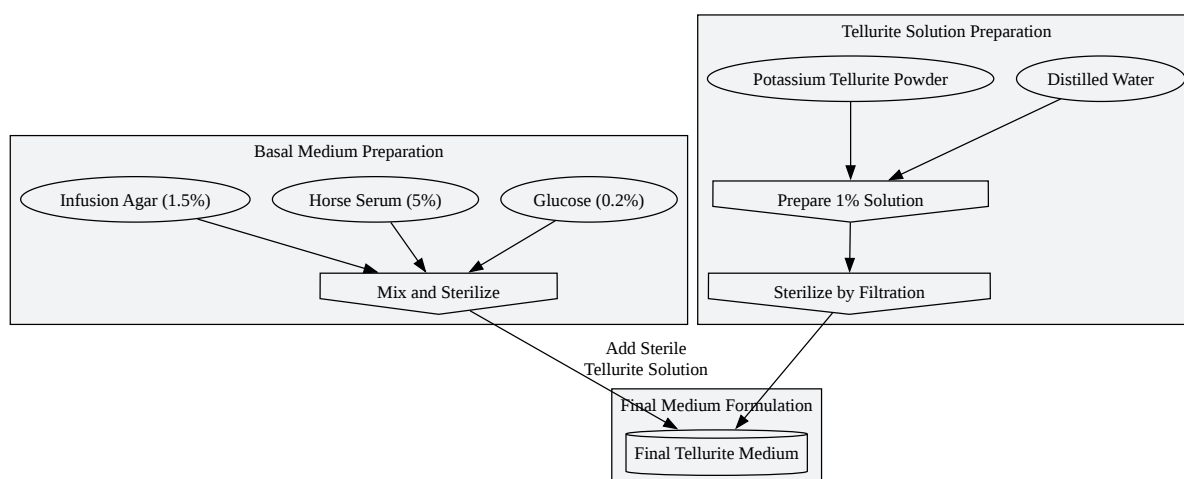 Tellurite Solution Preparation
Potassium Tellurite Powder
Distilled Water
Basal Medium Preparation
Infusion Agar (1.5%)
Horse Serum (5%)
Glucose (0.2%)
Prepare 1% Solution
Mix and Sterilize
Sterilize by Filtration
Add Sterile
Tellurite Solution
Final Medium Formulation
Final Tellurite Medium